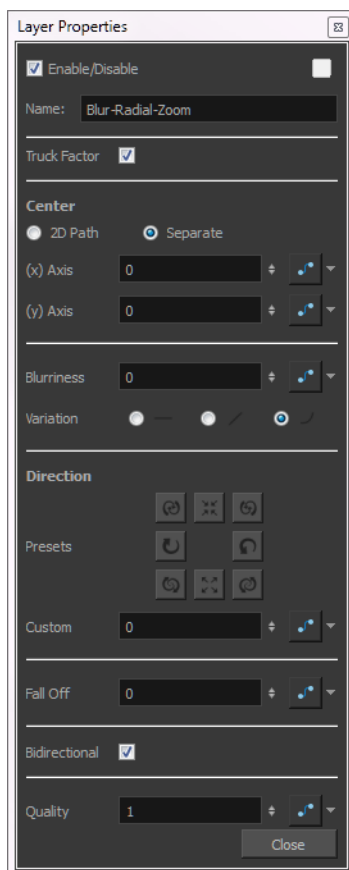 Layer Properties
Enable/Disable
Name: Blur-Radial-Zoom
Truck Factor
Center
2D Path Separate
(x) Axis 0
(y) Axis 0
Blurriness 0
Variation
Direction
Presets
Custom 0
Fall Off 0
Bidirectional
Quality 1
Close